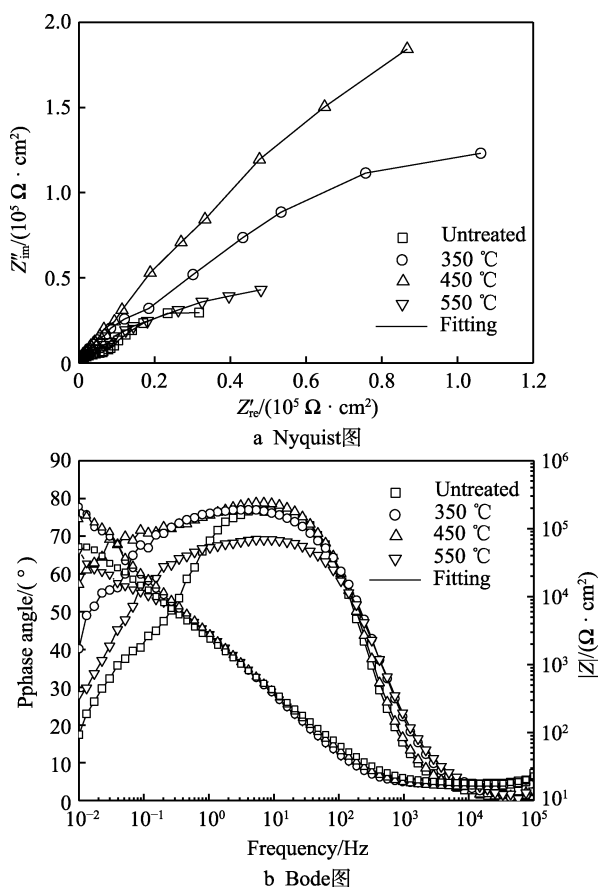 2.0
1.5
1.0
0.5
0
Z″im/(10⁵ Ω · cm²)
Untreated
350 ℃
450 ℃
550 ℃
Fitting
0 0.2 0.4 0.6 0.8 1.0 1.2
Z′re/(10⁵ Ω · cm²)
a Nyquist图
90
80
70
60
50
40
30
20
10
0
Pphase angle/(°)
Untreated
350 ℃
450 ℃
550 ℃
Fitting
10⁶
10⁵
10⁴
10³
10²
10¹
|Z|/(Ω · cm²)
10⁻² 10⁻¹ 10⁰ 10¹ 10² 10³ 10⁴ 10⁵
Frequency/Hz
b Bode图